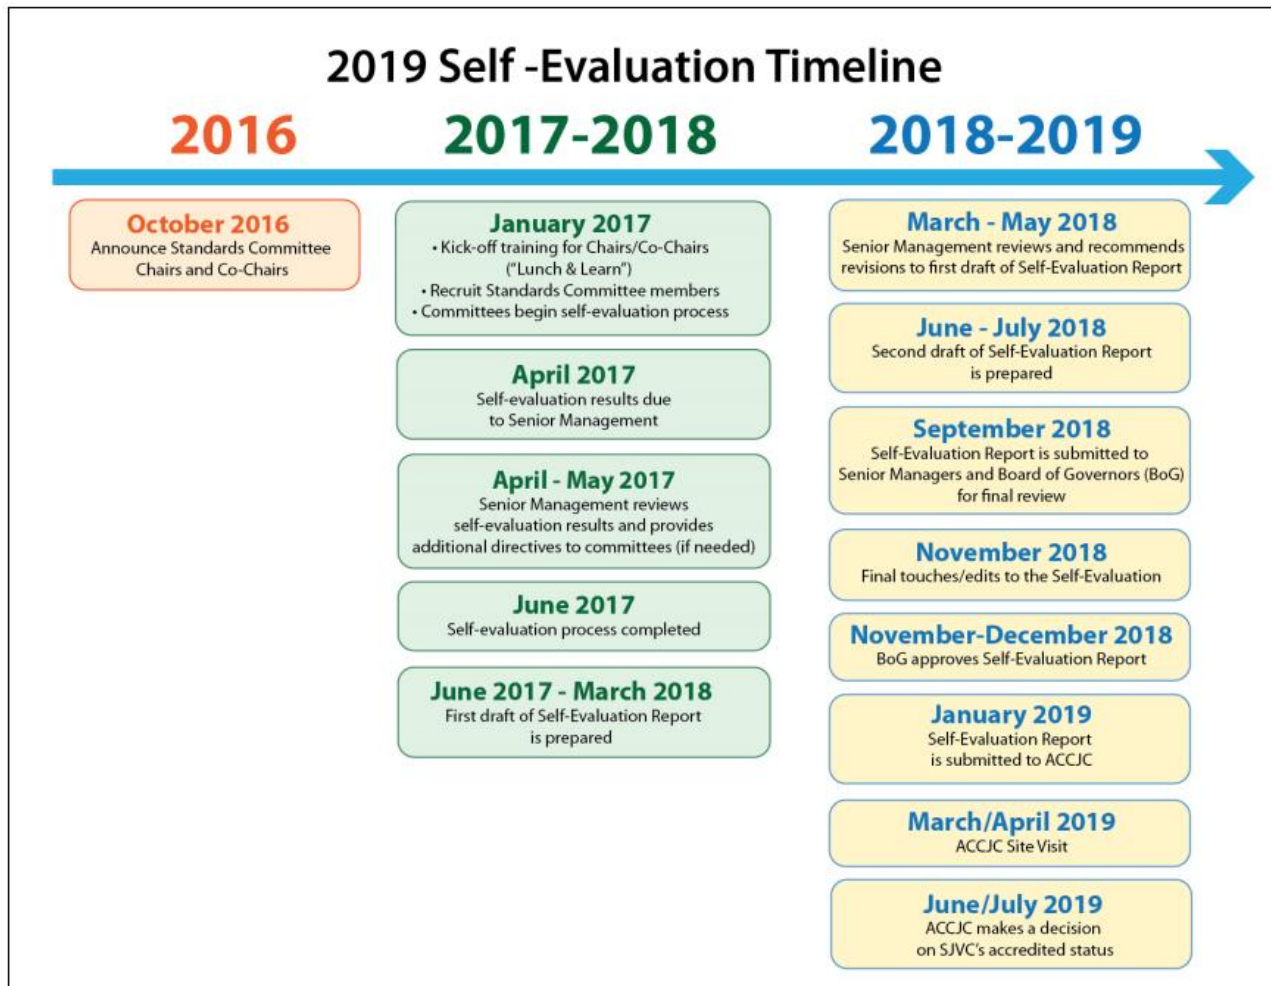 2019 Self -Evaluation Timeline
2016
2017-2018
2018-2019
October 2016
Announce Standards Committee
Chairs and Co-Chairs
January 2017
• Kick-off training for Chairs/Co-Chairs
("Lunch & Learn")
• Recruit Standards Committee members
• Committees begin self-evaluation process
April 2017
Self-evaluation results due
to Senior Management
April - May 2017
Senior Management reviews
self-evaluation results and provides
additional directives to committees (if needed)
June 2017
Self-evaluation process completed
June 2017 - March 2018
First draft of Self-Evaluation Report
is prepared
March - May 2018
Senior Management reviews and recommends
revisions to first draft of Self-Evaluation Report
June - July 2018
Second draft of Self-Evaluation Report
is prepared
September 2018
Self-Evaluation Report is submitted to
Senior Managers and Board of Governors (BoG)
for final review
November 2018
Final touches/edits to the Self-Evaluation
November-December 2018
BoG approves Self-Evaluation Report
January 2019
Self-Evaluation Report
is submitted to ACCJC
March/April 2019
ACCJC Site Visit
June/July 2019
ACCJC makes a decision
on SJVC's accredited status